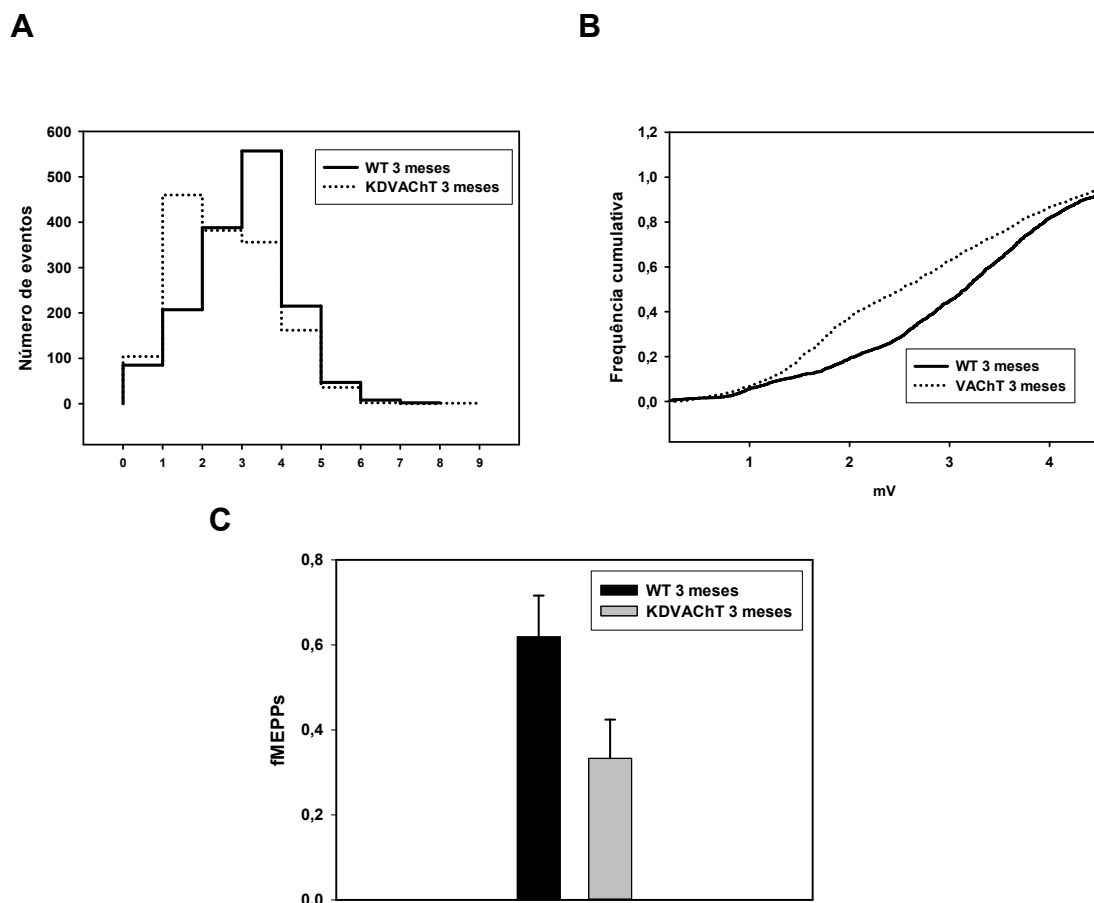 A
B
600
500
400
300
200
100
0
Número de eventos
WT 3 meses
KDVAChT 3 meses
0 1 2 3 4 5 6 7 8 9
1,2
1,0
0,8
0,6
0,4
0,2
0,0
Frequência cumulativa
WT 3 meses
VAChT 3 meses
1 2 3 4
mV
C
0,8
0,6
0,4
0,2
0,0
fMEPPs
WT 3 meses
KDVAChT 3 meses